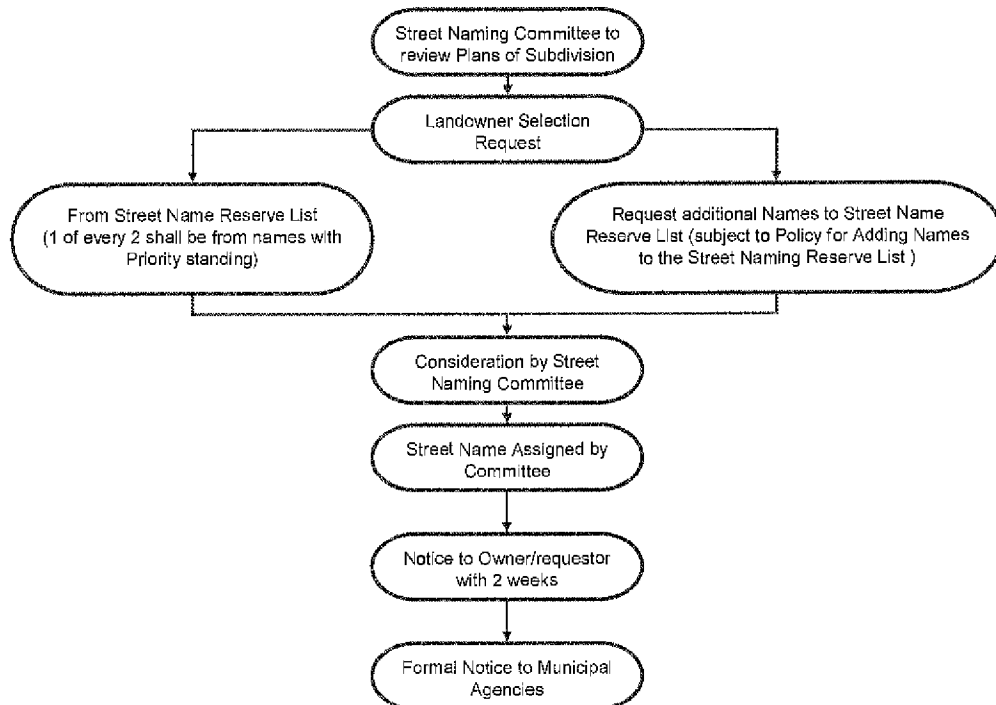 Street Naming Committee to
review Plans of Subdivision
Landowner Selection
Request
From Street Name Reserve List
(1 of every 2 shall be from names with
Priority standing)
Request additional Names to Street Name
Reserve List (subject to Policy for Adding Names
to the Street Naming Reserve List )
Consideration by Street
Naming Committee
Street Name Assigned by
Committee
Notice to Owner/requestor
with 2 weeks
Formal Notice to Municipal
Agencies